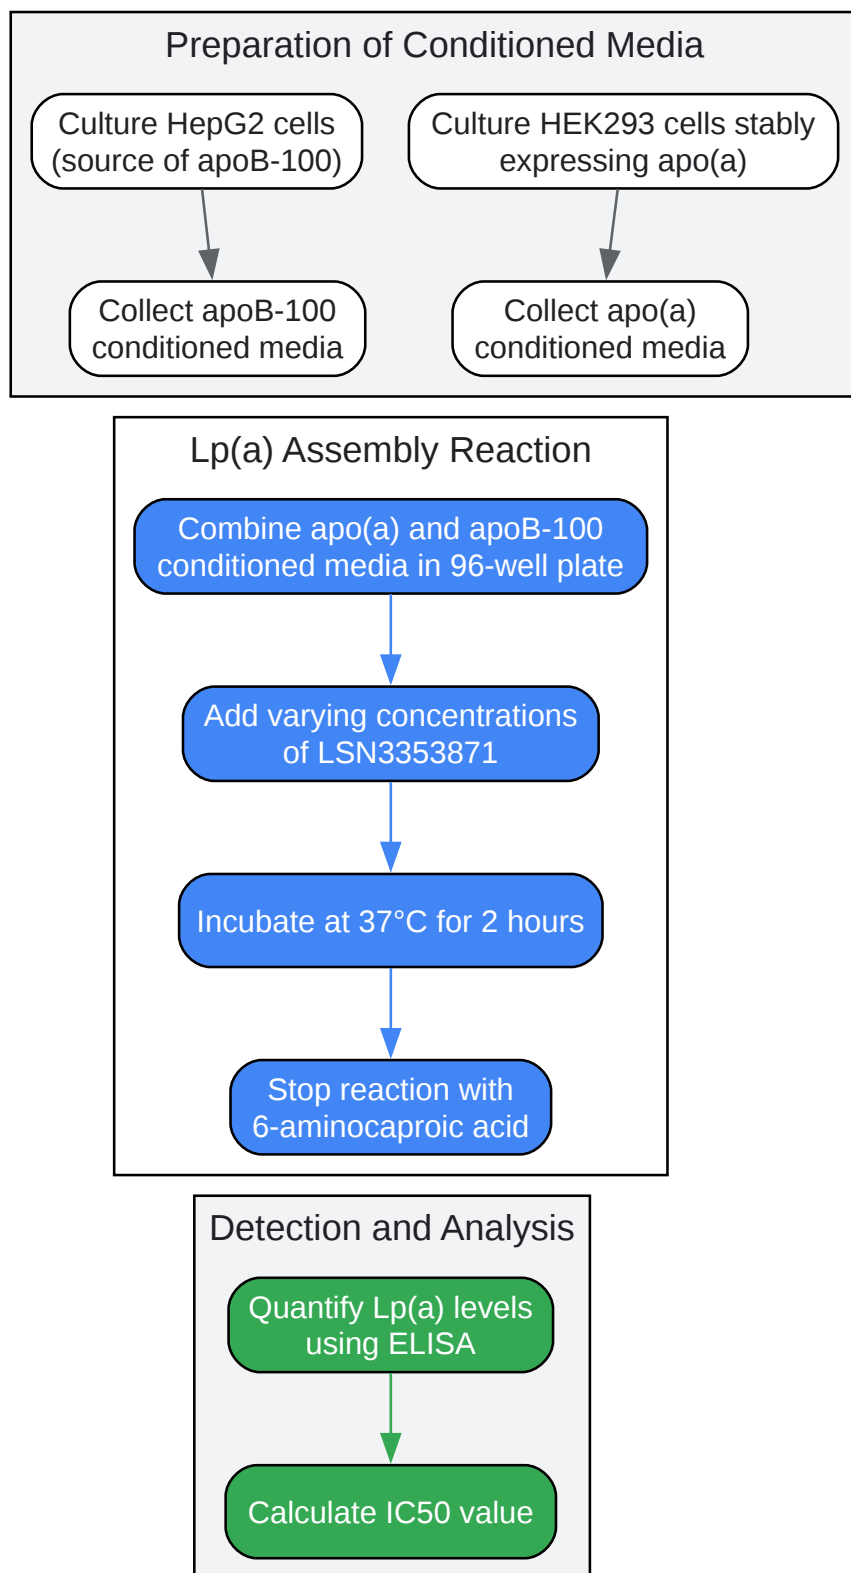 Preparation of Conditioned Media
Culture HepG2 cells
(source of apoB-100)
Culture HEK293 cells stably
expressing apo(a)
Collect apoB-100
conditioned media
Collect apo(a)
conditioned media
Lp(a) Assembly Reaction
Combine apo(a) and apoB-100
conditioned media in 96-well plate
Add varying concentrations
of LSN3353871
Incubate at 37°C for 2 hours
Stop reaction with
6-aminocaproic acid
Detection and Analysis
Quantify Lp(a) levels
using ELISA
Calculate IC50 value